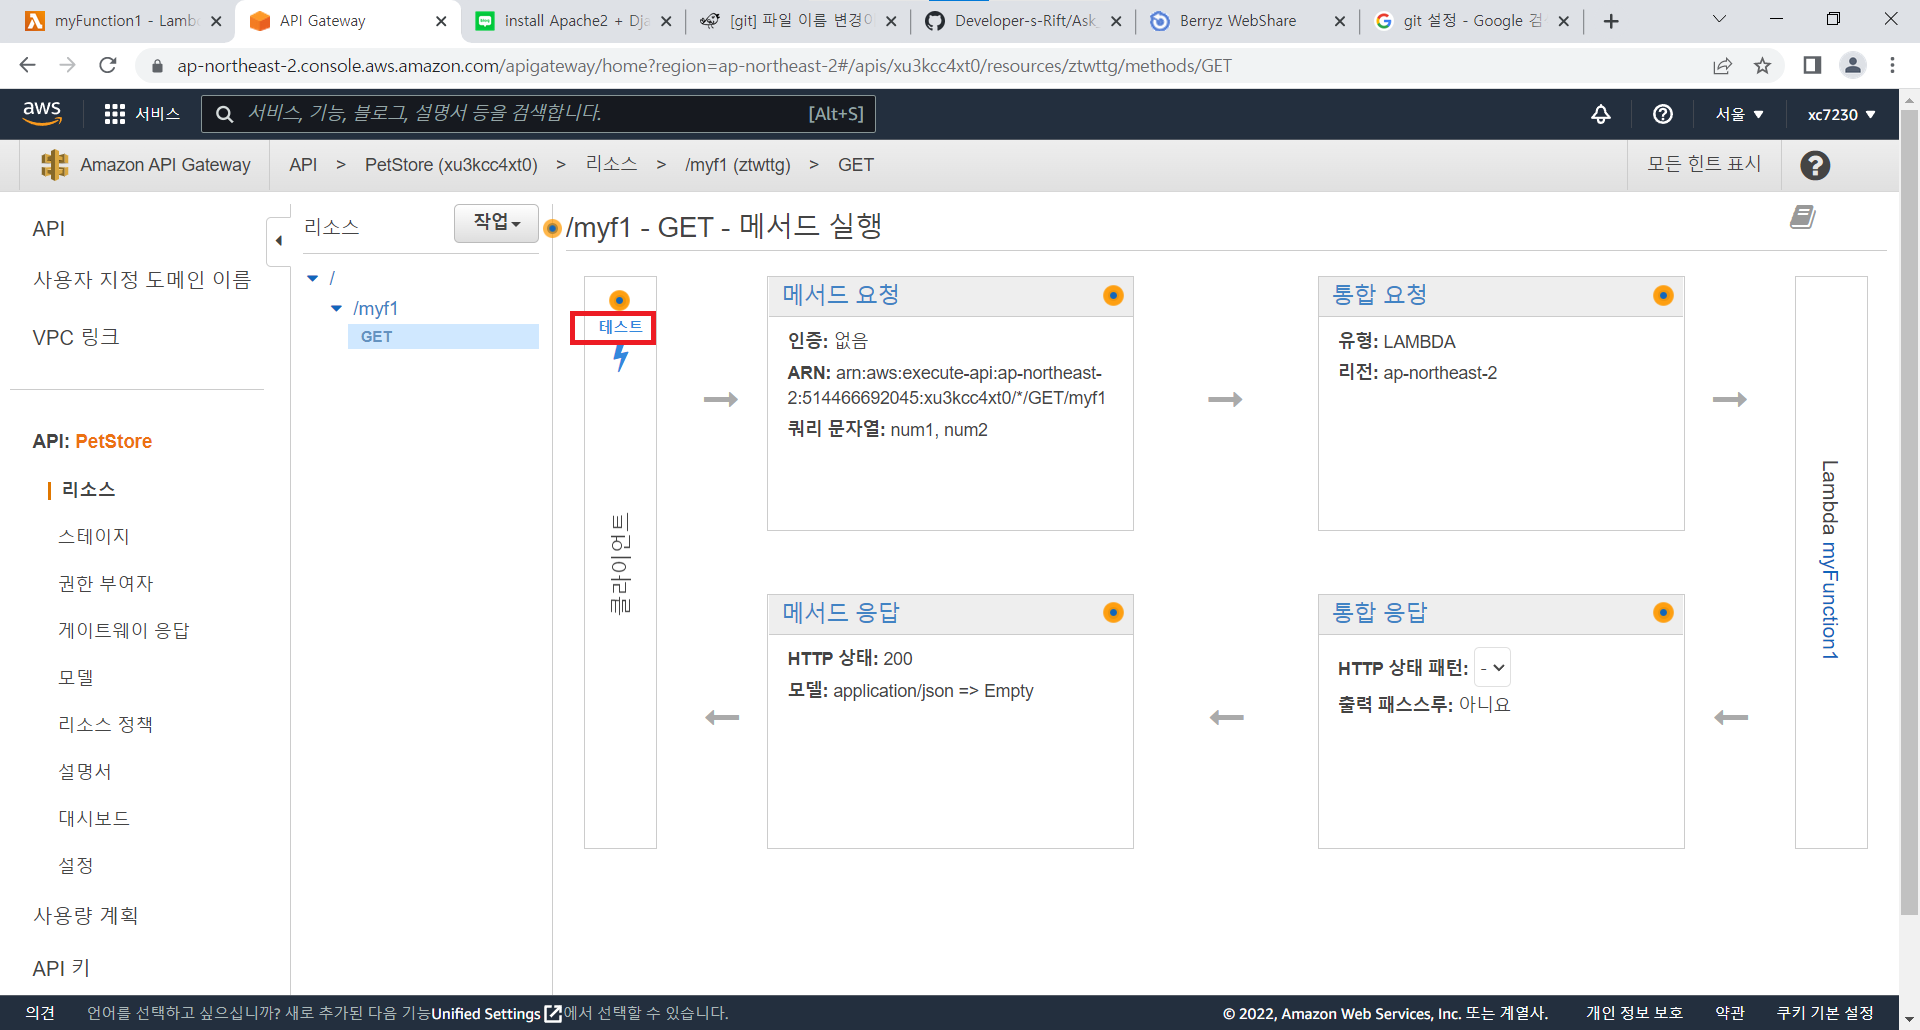 myFunction1 - Lamb
API Gateway
install Apache2 + Dja
[git] 파일 이름 변경이
Developer-s-Rift/Ask_
Berryz WebShare
git 설정 - Google 검
ap-northeast-2.console.aws.amazon.com/apigateway/home?region=ap-northeast-2#/apis/xu3kcc4xt0/resources/ztwttg/methods/GET
aws
서비스
서비스, 기능, 블로그, 설명서 등을 검색합니다.
[Alt+S]
서울
xc7230
Amazon API Gateway
API > PetStore (xu3kcc4xt0) > 리소스 > /myf1 (ztwttg) > GET
모든 힌트 표시
API
사용자 지정 도메인 이름
VPC 링크
API: PetStore
리소스
스테이지
권한 부여자
게이트웨이 응답
모델
리소스 정책
설명서
대시보드
설정
사용량 계획
API 키
리소스
작업
/
/myf1
GET
/myf1 - GET - 메서드 실행
테스트
클라이언트
메서드 요청
인증: 없음
ARN: arn:aws:execute-api:ap-northeast-
2:514466692045:xu3kcc4xt0/*/GET/myf1
쿼리 문자열: num1, num2
통합 요청
유형: LAMBDA
리전: ap-northeast-2
Lambda myFunction1
메서드 응답
HTTP 상태: 200
모델: application/json => Empty
통합 응답
HTTP 상태 패턴: -
출력 패스스루: 아니요
의견
언어를 선택하고 싶으십니까? 새로 추가된 다음 기능Unified Settings에서 선택할 수 있습니다.
© 2022, Amazon Web Services, Inc. 또는 계열사.
개인 정보 보호
약관
쿠키 기본 설정